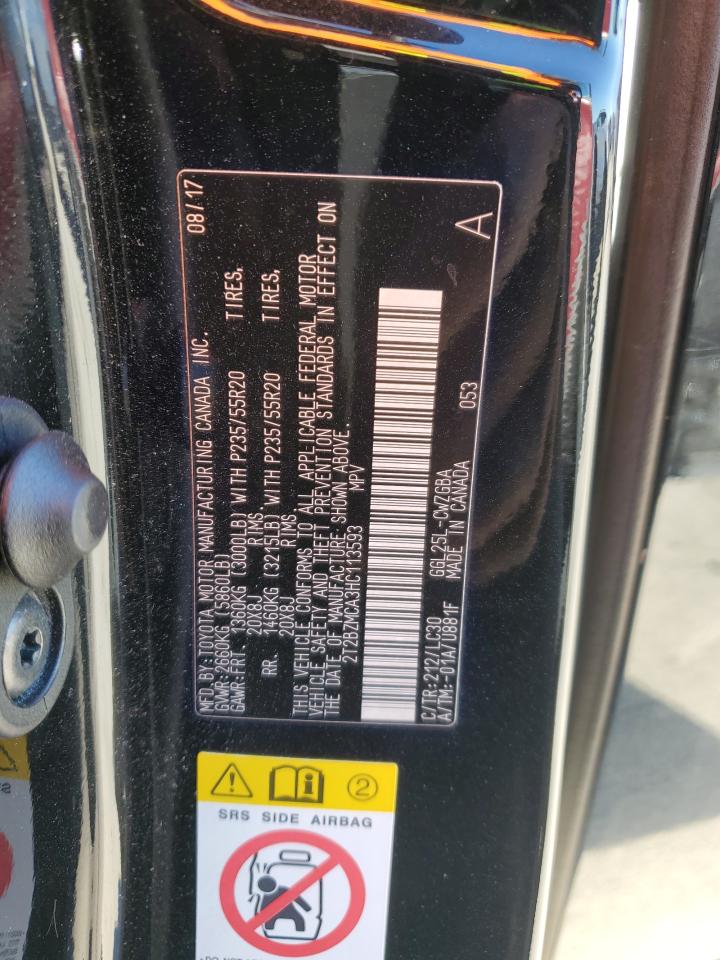 MFD. BY: TOYOTA MOTOR MANUFACTURING CANADA INC. 08/17
GVWR: 2660KG (5860LB)
GAWR: FRT. 1360KG (3000LB) WITH P235/55R20 TIRES,
20X8J RIMS.
RR. 1460KG (3215LB) WITH P235/55R20 TIRES,
20X8J RIMS.
THIS VEHICLE CONFORMS TO ALL APPLICABLE FEDERAL MOTOR
VEHICLE SAFETY AND THEFT PREVENTION STANDARDS IN EFFECT ON
THE DATE OF MANUFACTURE SHOWN ABOVE.
2T2BZMCA3HC113593 MPV
A
053
C/TR: 212/LC30 GGL25L-CWZGBA
A/TM: -01A/U881F MADE IN CANADA
2
SRS SIDE AIRBAG